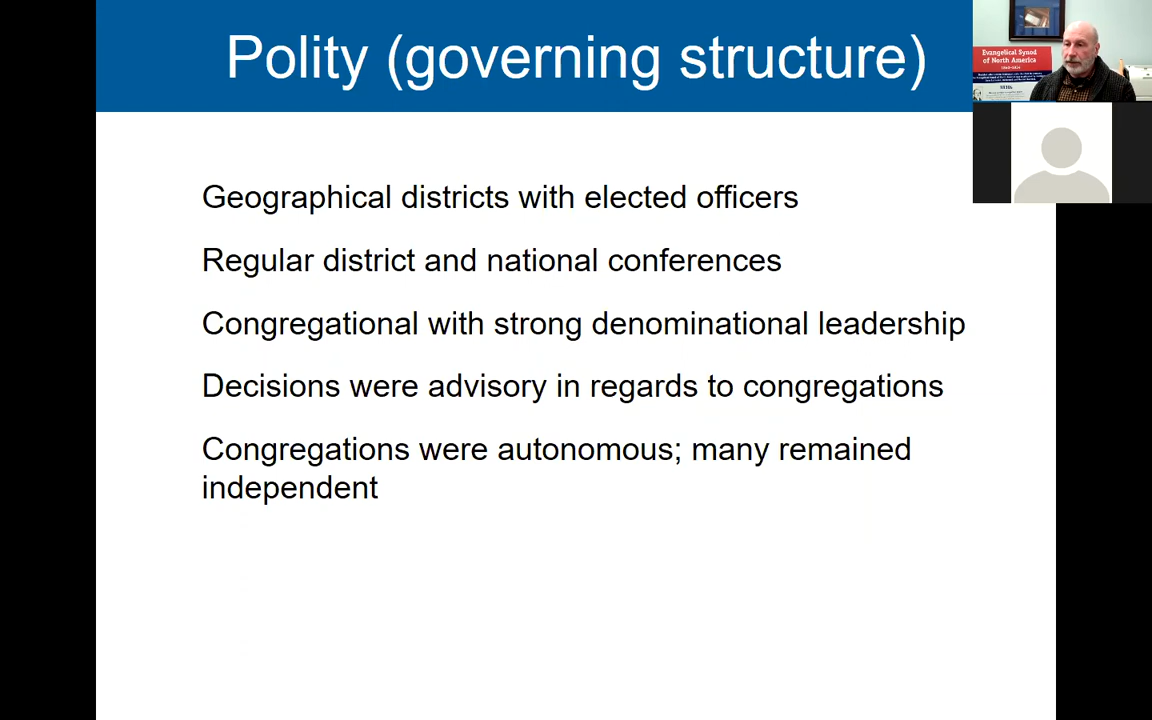 Polity (governing structure)
Geographical districts with elected officers
Regular district and national conferences
Congregational with strong denominational leadership
Decisions were advisory in regards to congregations
Congregations were autonomous; many remained
independent
Evangelical Synod
of North America